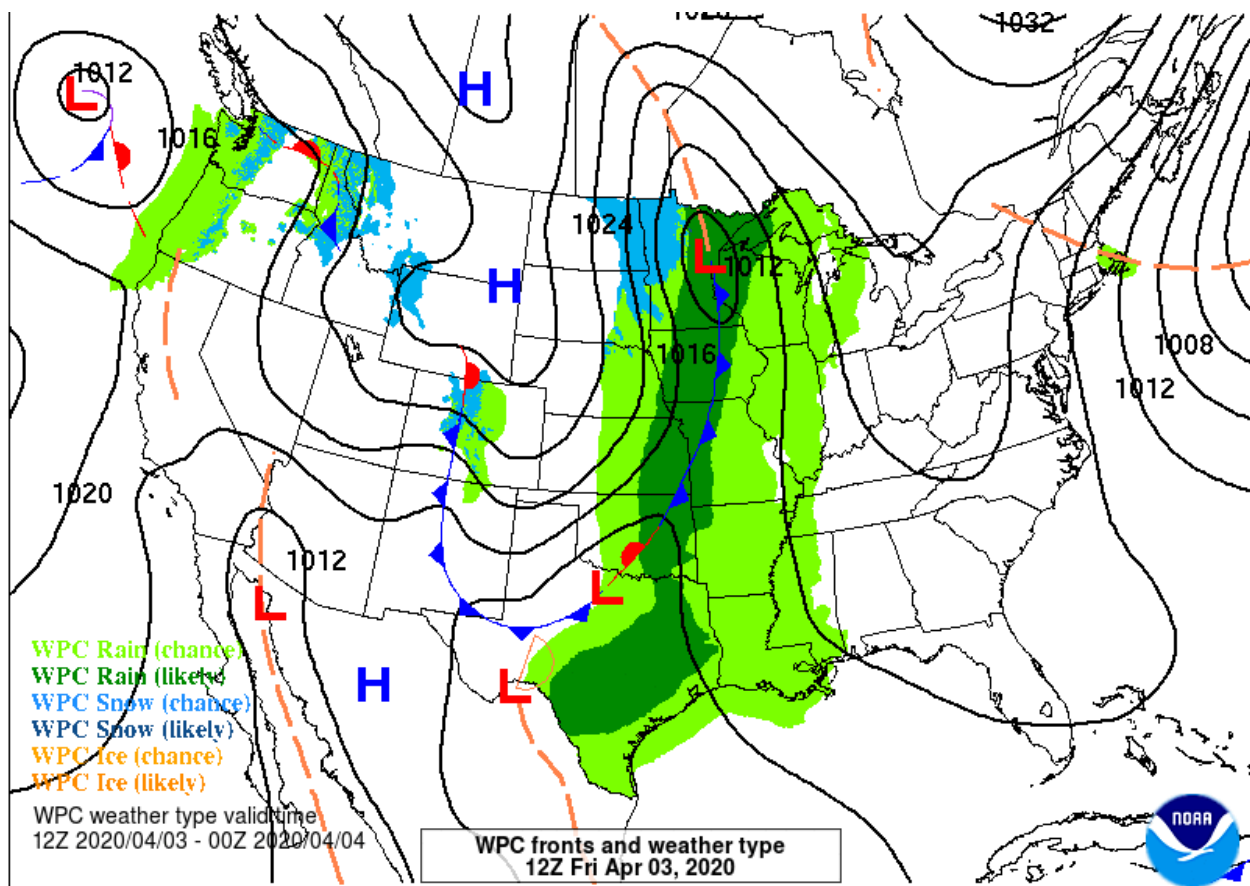 1032
1012
L
H
1016
1024
L
1012
H
1016
1008
1012
1020
1012
L
L
L
H
WPC Rain (chance)
WPC Rain (likely)
WPC Snow (chance)
WPC Snow (likely)
WPC Ice (chance)
WPC Ice (likely)
WPC weather type valid time
12Z 2020/04/03 - 00Z 2020/04/04
WPC fronts and weather type
12Z Fri Apr 03, 2020
NOAA